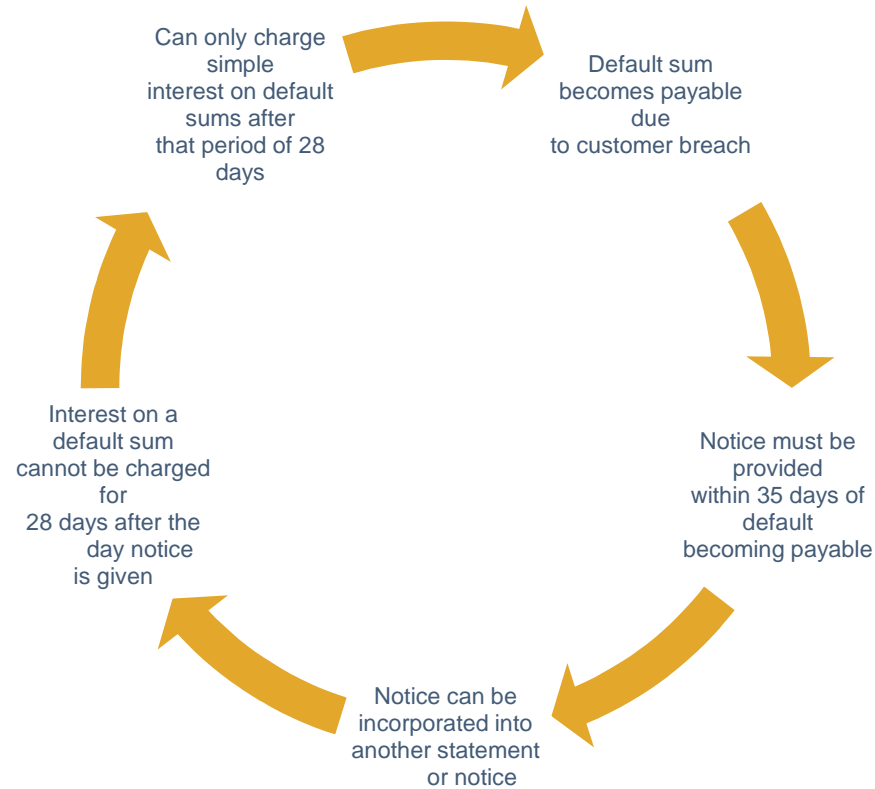 Can only charge
simple
interest on default
sums after
that period of 28
days
Default sum
becomes payable
due
to customer breach
Notice must be
provided
within 35 days of
default
becoming payable
Notice can be
incorporated into
another statement
or notice
Interest on a
default sum
cannot be charged
for
28 days after the
day notice
is given